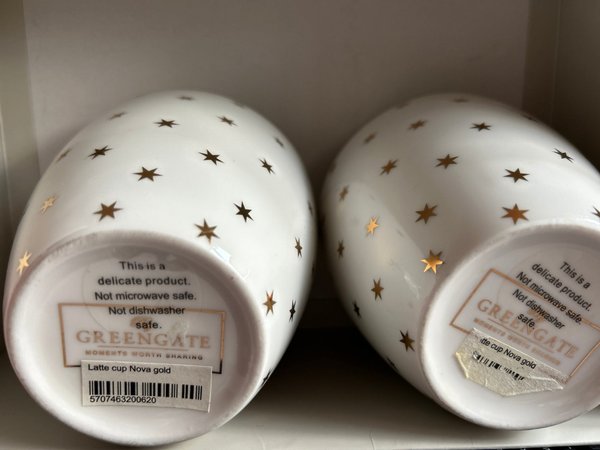 This is a
delicate product.
Not microwave safe.
Not dishwasher
safe.
GREENGATE
MOMENTS WORTH SHARING
Latte cup Nova gold
5707463200620
This is a
delicate product.
Not microwave safe
Not dishwasher
safe.
GREENGATE
tte cup Nova gold